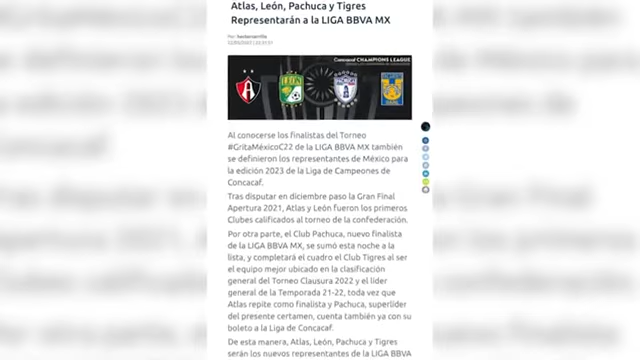 Atlas, León, Pachuca y Tigres
Representarán a la LIGA BBVA MX
Por:
Concacaf CHAMPIONS LEAGUE
LEÓN
Al conocerse los finalistas del Torneo
#GritaMéxicoC22 de la LIGA BBVA MX también
se definieron los representantes de México para
la edición 2023 de la Liga de Campeones de
Concacaf.
Tras disputar en diciembre paso la Gran Final
Apertura 2021, Atlas y León fueron los primeros
Clubes calificados al torneo de la confederación.
Por otra parte, el Club Pachuca, nuevo finalista
de la LIGA BBVA MX, se sumó esta noche a la
lista, y completará el cuadro el Club Tigres al ser
el equipo mejor ubicado en la clasificación
general del Torneo Clausura 2022 y el líder
general de la Temporada 21-22, toda vez que
Atlas repite como finalista y Pachuca, superlíder
del presente certamen, cuenta también ya con su
boleto a la Liga de Concacaf.
De esta manera, Atlas, León, Pachuca y Tigres
serán los nuevos representantes de la LIGA BBVA